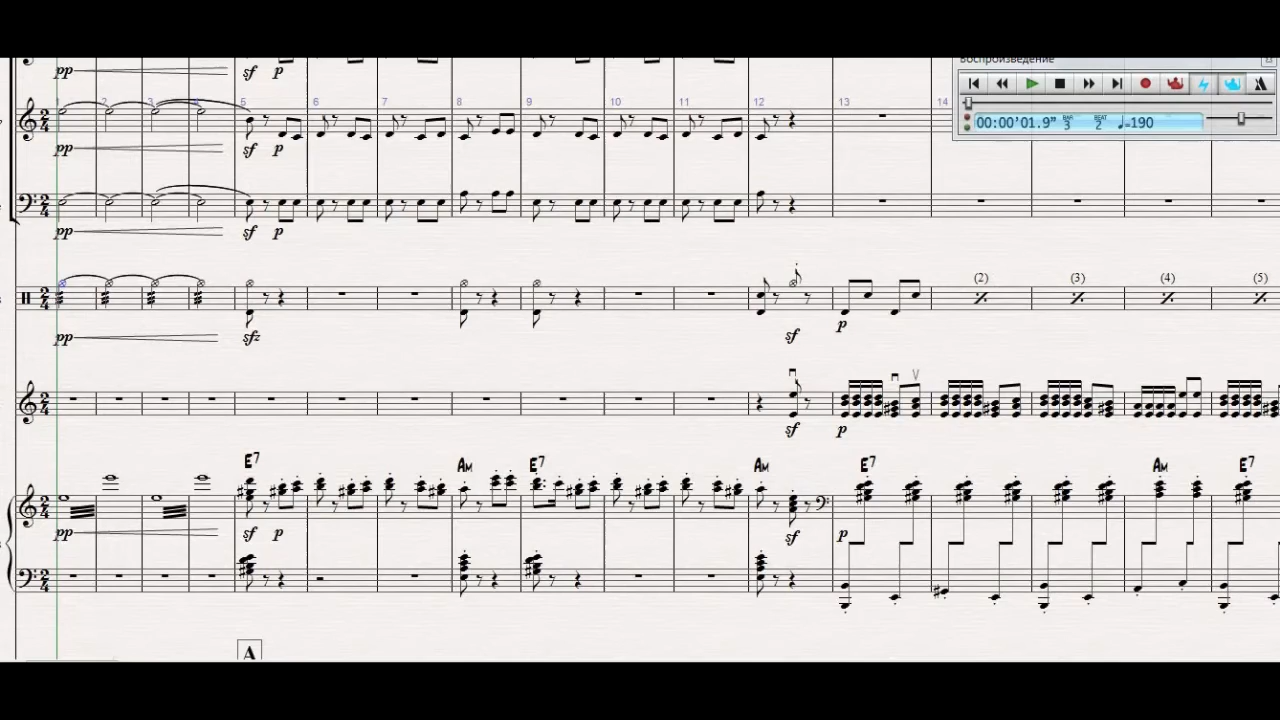 Воспроизведение
pp sf p
1 2 3 4 5 6 7 8 9 10 11 12 13 14
00:00'01.9" BAR 3 BEAT 2 ♩=190
pp sf p
pp sf p
(2) (3) (4) (5)
pp sfz sf p
sf p
E7 Am E7 Am E7 Am E7
pp sf p sf p
A